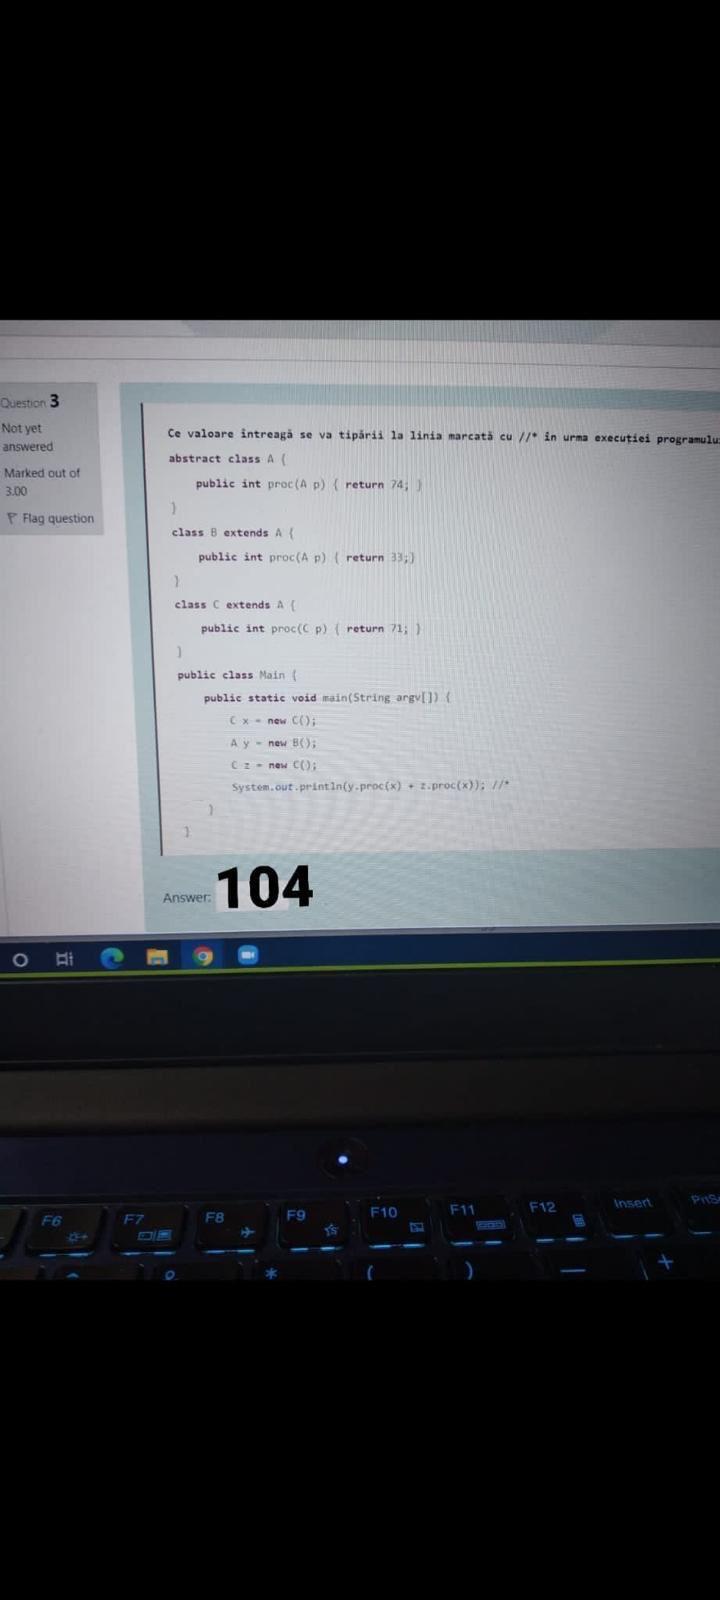 Question 3
Not yet
answered
Marked out of
3.00
Flag question
Ce valoare întreagă se va tipării la linia marcată cu //* în urma execuției
abstract class A {
public int proc(A p) { return 74; }
}
class B extends A {
public int proc(A p) { return 33;}
}
class C extends A {
public int proc(C p) { return 71; }
}
public class Main {
public static void main(String argv[]) {
C x = new C();
A y = new B();
C z = new C();
System.out.println(y.proc(x) + z.proc(x)); //*
}
}
Answer: 104
F6 F7 F8 F9 F10 F11 F12 Insert
* ( ) — +